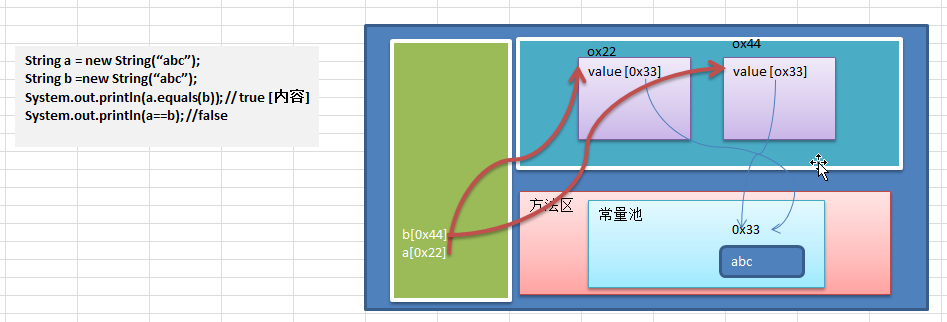 String a = new String(“abc”);
String b =new String(“abc”);
System.out.println(a.equals(b)); // true [内容]
System.out.println(a==b); //false
ox22
ox44
value [0x33]
value [ox33]
方法区
常量池
b[0x44]
a[0x22]
0x33
abc